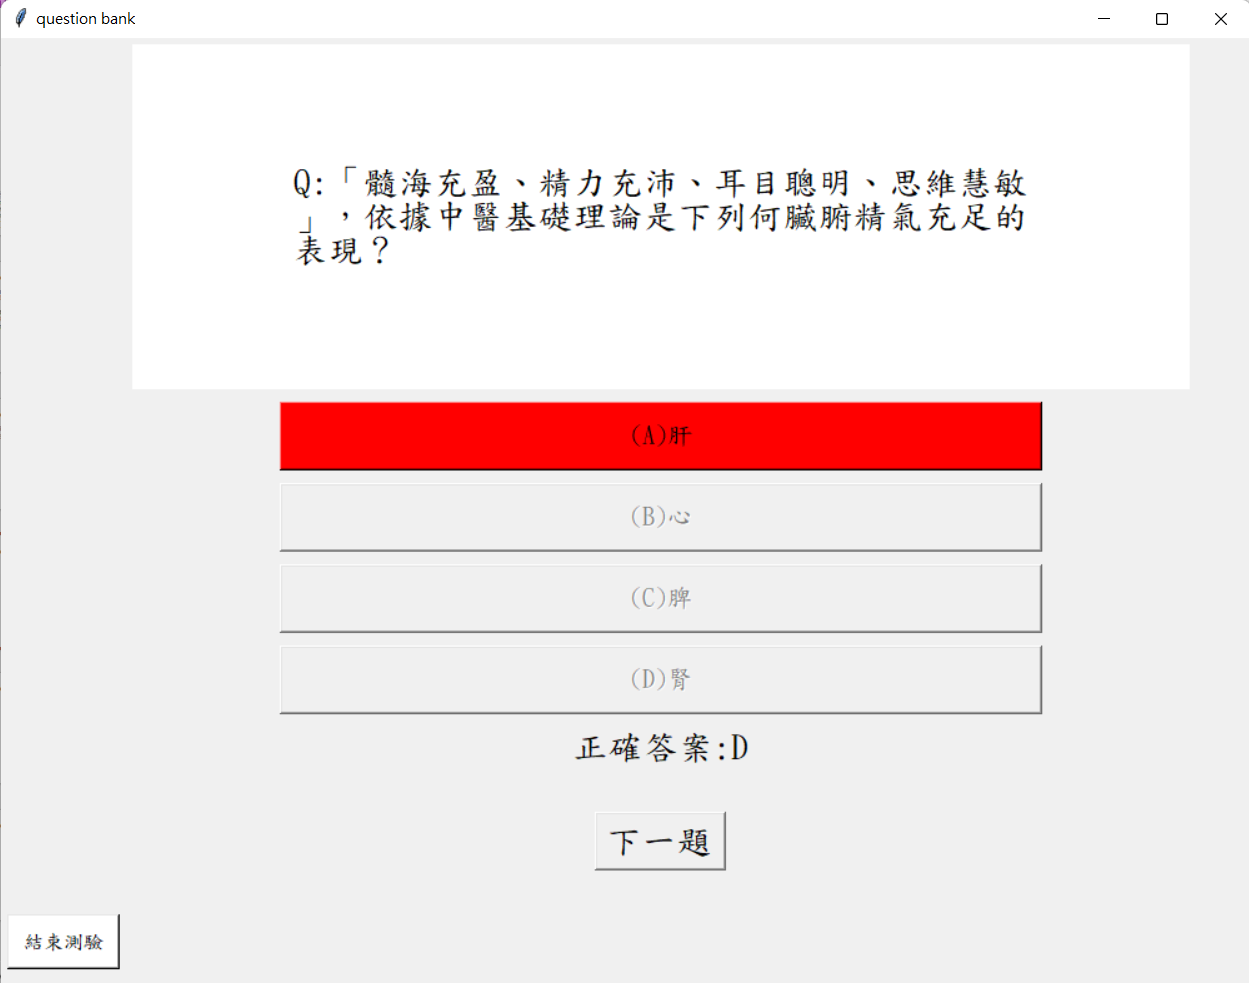 question bank
Q:「髓海充盈、精力充沛、耳目聰明、思維慧敏
」，依據中醫基礎理論是下列何臟腑精氣充足的
表現？
(A)肝
(B)心
(C)脾
(D)腎
正確答案:D
下一題
結束測驗